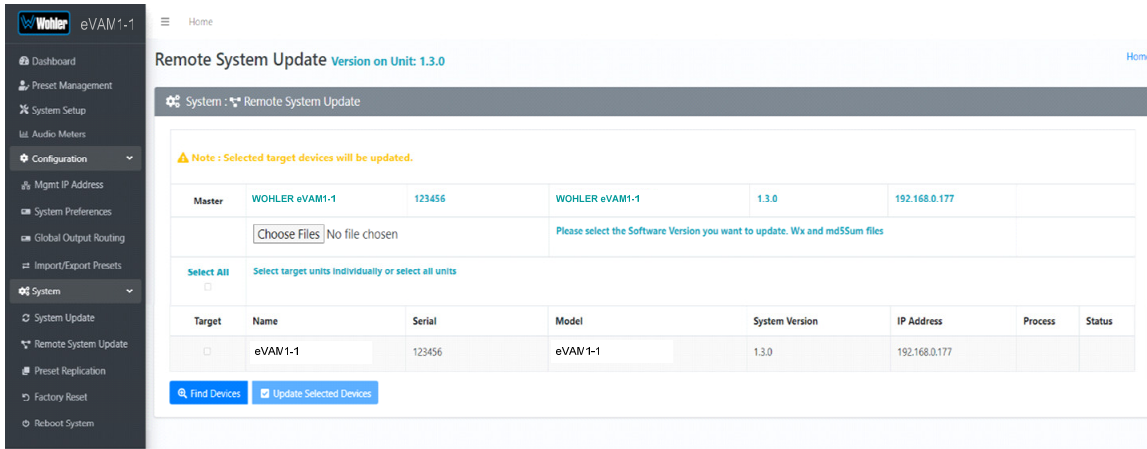 Wohler eVAM1-1
Home
Dashboard
Preset Management
System Setup
Audio Meters
Configuration
Mgmt IP Address
System Preferences
Global Output Routing
Import/Export Presets
System
System Update
Remote System Update
Preset Replication
Factory Reset
Reboot System
Remote System Update Version on Unit: 1.3.0
Home
System : Remote System Update
Note : Selected target devices will be updated.
Master WOHLER eVAM1-1 123456 WOHLER eVAM1-1 1.3.0 192.168.0.177
Choose Files No file chosen Please select the Software Version you want to update. Wx and md5Sum files
Select All Select target units individually or select all units
Target Name Serial Model System Version IP Address Process Status
eVAM1-1 123456 eVAM1-1 1.3.0 192.168.0.177
Find Devices Update Selected Devices